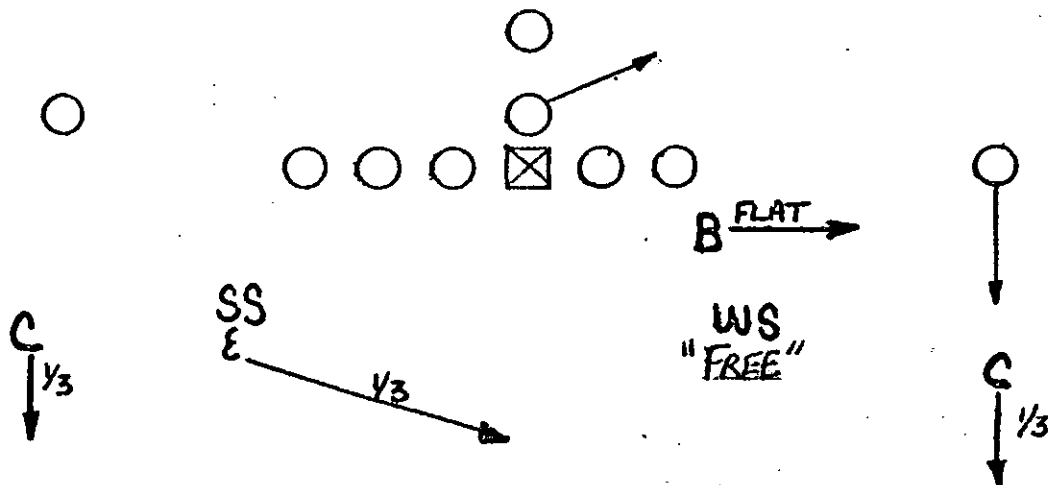 B FLAT
SS
WS
C
Ɛ
"FREE"
C
1/3
1/3
1/3